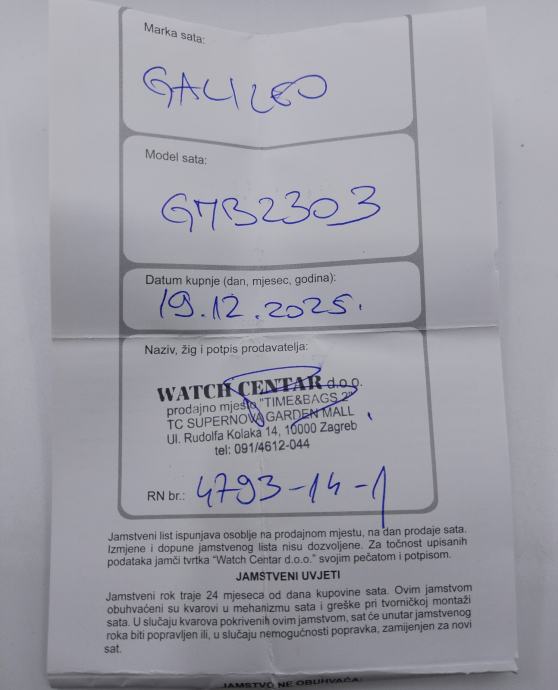 Marka sata:
GALILEO
Model sata:
GMB2303
Datum kupnje (dan, mjesec, godina):
19.12.2025.
Naziv, žig i potpis prodavatelja:
WATCH CENTAR d.o.o.
prodajno mjesto "TIME&BAGS 2"
TC SUPERNOVA GARDEN MALL
Ul. Rudolfa Kolaka 14, 10000 Zagreb
tel: 091/4612-044
RN br.: 4793-14-1
Jamstveni list ispunjava osoblje na prodajnom mjestu, na dan prodaje sata.
Izmjene i dopune jamstvenog lista nisu dozvoljene. Za točnost upisanih
podataka jamči tvrtka "Watch Centar d.o.o." svojim pečatom i potpisom.
JAMSTVENI UVJETI
Jamstveni rok traje 24 mjeseca od dana kupovine sata. Ovim jamstvom
obuhvaćeni su kvarovi u mehanizmu sata i greške pri tvorničkoj montaži
sata. U slučaju kvarova pokrivenih ovim jamstvom, sat će unutar jamstvenog
roka biti popravljen ili, u slučaju nemogućnosti popravka, zamijenjen za novi
sat.
JAMSTVO NE OBUHVAĆA: